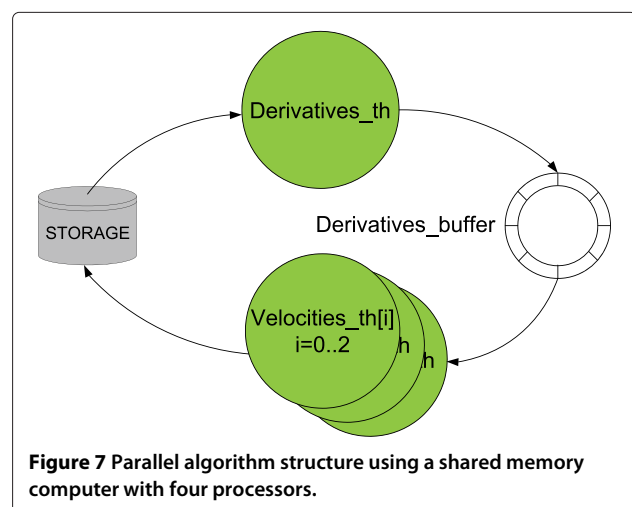 Derivatives_th
STORAGE
Derivatives_buffer
Velocities_th[i]
i=0..2
h
h
Figure 7 Parallel algorithm structure using a shared memory
computer with four processors.